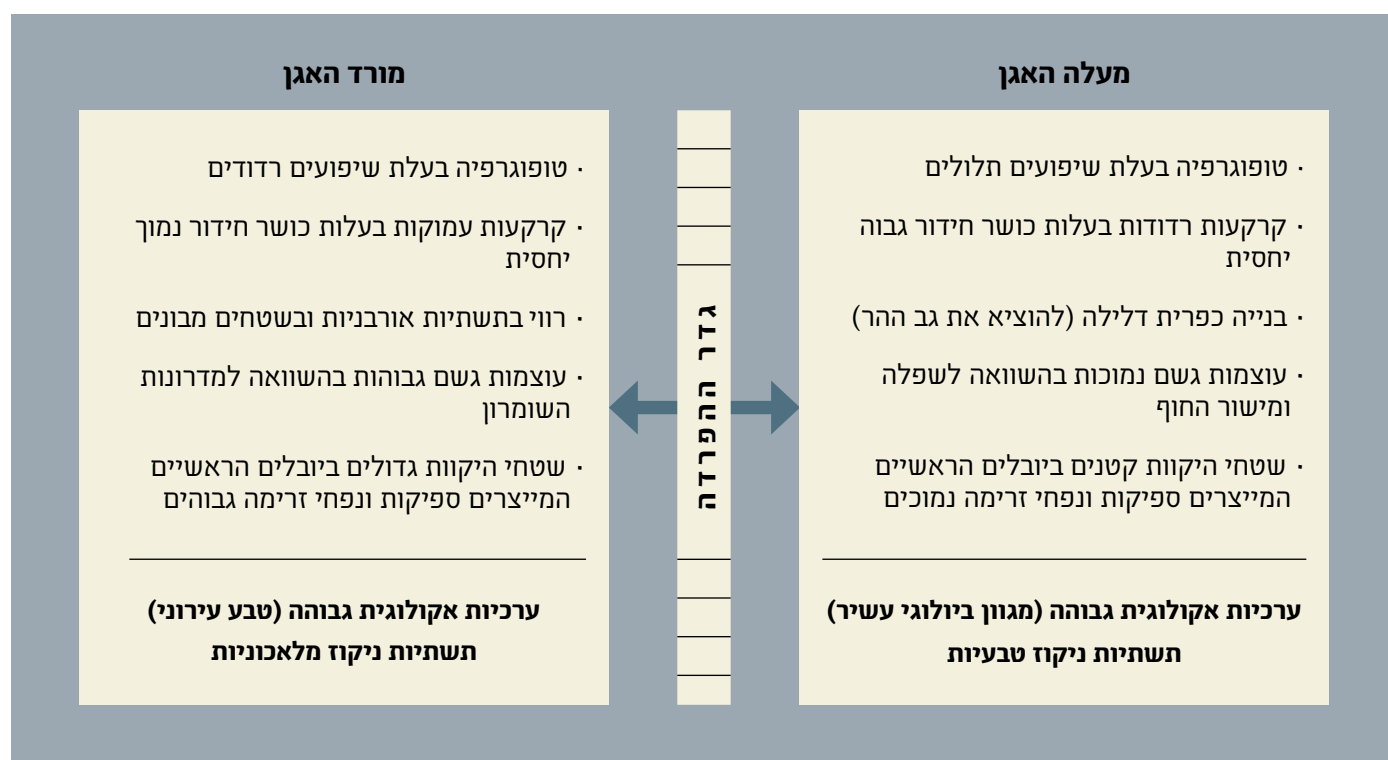 מעלה האגן
· טופוגרפיה בעלת שיפועים תלולים
· קרקעות רדודות בעלות כושר חידור גבוה
יחסית
· בנייה כפרית דלילה (להוציא את גב ההר)
· עוצמות גשם נמוכות בהשוואה לשפלה
ומישור החוף
· שטחי היקוות קטנים ביובלים הראשיים
המייצרים ספיקות ונפחי זרימה נמוכים
ערכיות אקולוגית גבוהה (מגוון ביולוגי עשיר)
תשתיות ניקוז טבעיות
גדר ההפרדה
מורד האגן
· טופוגרפיה בעלת שיפועים רדודים
· קרקעות עמוקות בעלות כושר חידור נמוך
יחסית
· רווי בתשתיות אורבניות ובשטחים מבונים
· עוצמות גשם גבוהות בהשוואה למדרונות
השומרון
· שטחי היקוות גדולים ביובלים הראשיים
המייצרים ספיקות ונפחי זרימה גבוהים
ערכיות אקולוגית גבוהה (טבע עירוני)
תשתיות ניקוז מלאכוניות